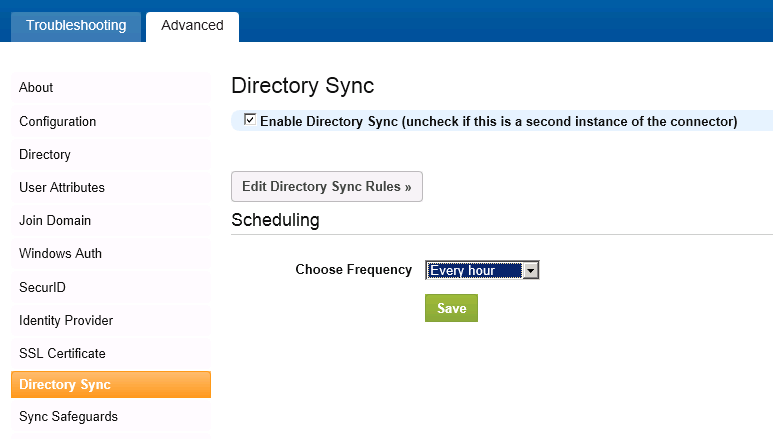 Troubleshooting
Advanced
About
Configuration
Directory
User Attributes
Join Domain
Windows Auth
SecurID
Identity Provider
SSL Certificate
Directory Sync
Sync Safeguards
Directory Sync
Enable Directory Sync (uncheck if this is a second instance of the connector)
Edit Directory Sync Rules »
Scheduling
Choose Frequency
Every hour
Save